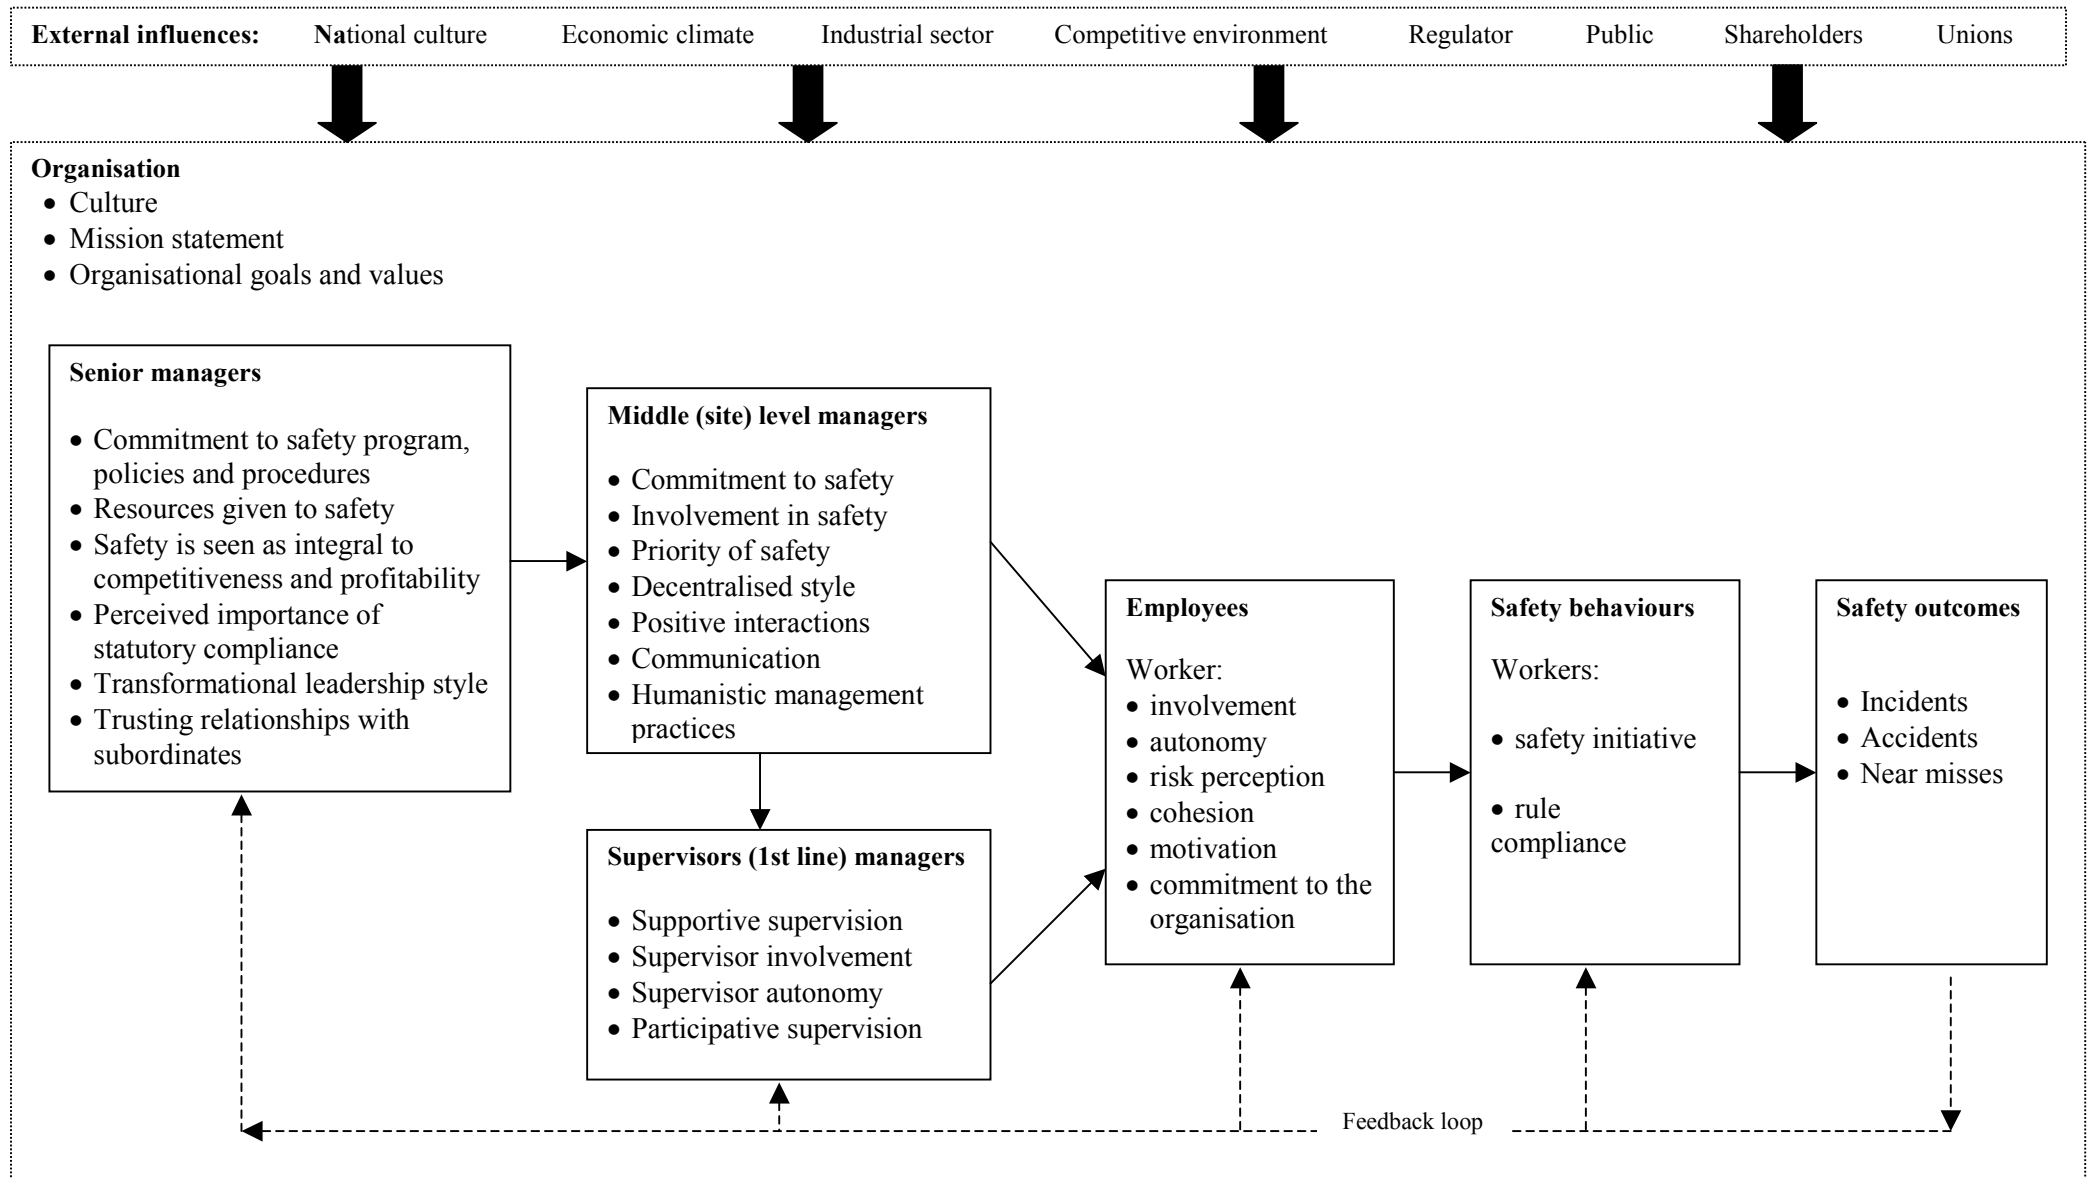 External influences: National culture Economic climate Industrial sector Competitive environment Regulator Public Shareholders Unions
Organisation
• Culture
• Mission statement
• Organisational goals and values
Senior managers
• Commitment to safety program,
policies and procedures
• Resources given to safety
• Safety is seen as integral to
competitiveness and profitability
• Perceived importance of
statutory compliance
• Transformational leadership style
• Trusting relationships with
subordinates
Middle (site) level managers
• Commitment to safety
• Involvement in safety
• Priority of safety
• Decentralised style
• Positive interactions
• Communication
• Humanistic management
practices
Supervisors (1st line) managers
• Supportive supervision
• Supervisor involvement
• Supervisor autonomy
• Participative supervision
Employees
Worker:
• involvement
• autonomy
• risk perception
• cohesion
• motivation
• commitment to the
organisation
Safety behaviours
Workers:
• safety initiative
• rule
compliance
Safety outcomes
• Incidents
• Accidents
• Near misses
Feedback loop